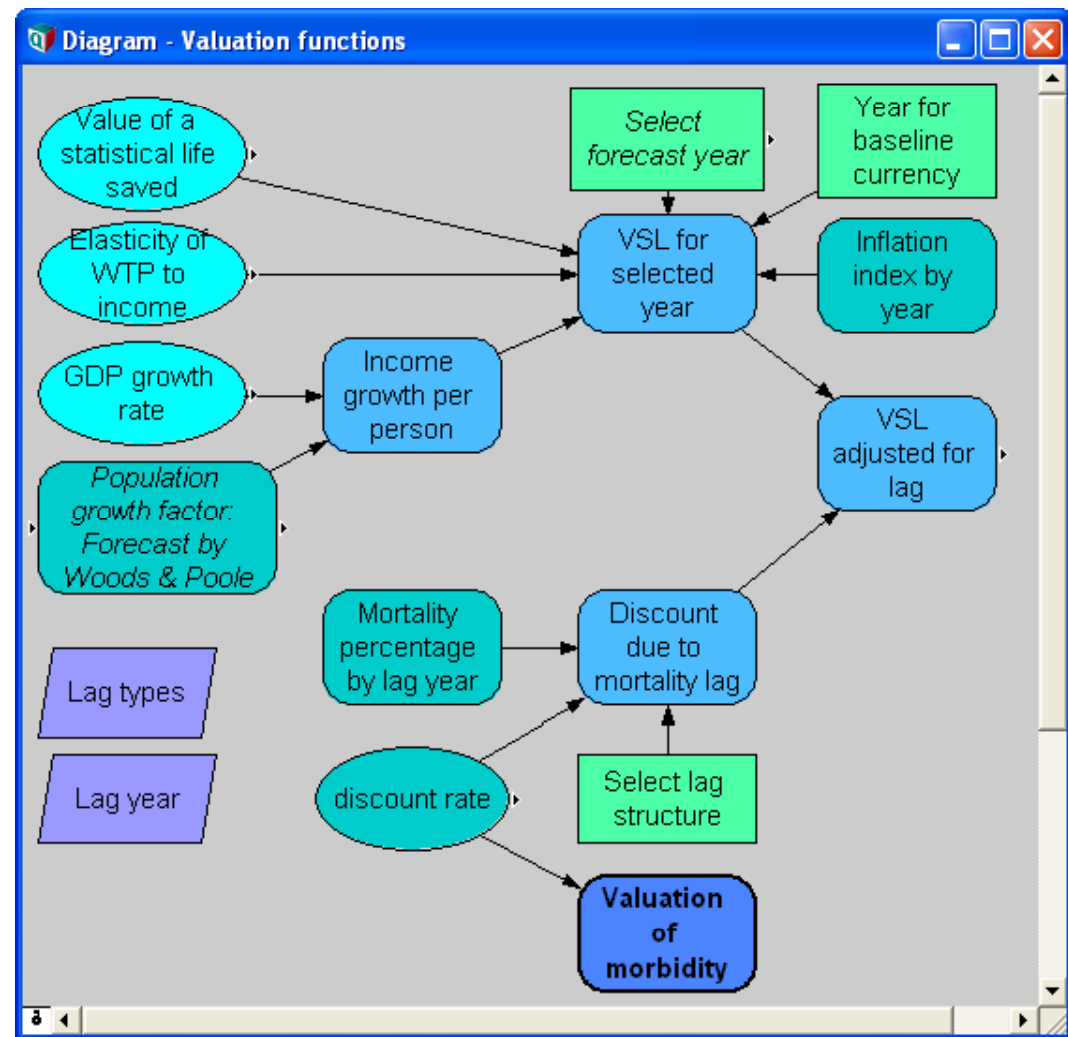 Diagram - Valuation functions
Value of a
statistical life
saved
Select
forecast year
Year for
baseline
currency
Elasticity of
WTP to
income
VSL for
selected
year
Inflation
index by
year
GDP growth
rate
Income
growth per
person
VSL
adjusted for
lag
Population
growth factor:
Forecast by
Woods & Poole
Mortality
percentage
by lag year
Discount
due to
mortality lag
Lag types
Lag year
discount rate
Select lag
structure
Valuation
of
morbidity